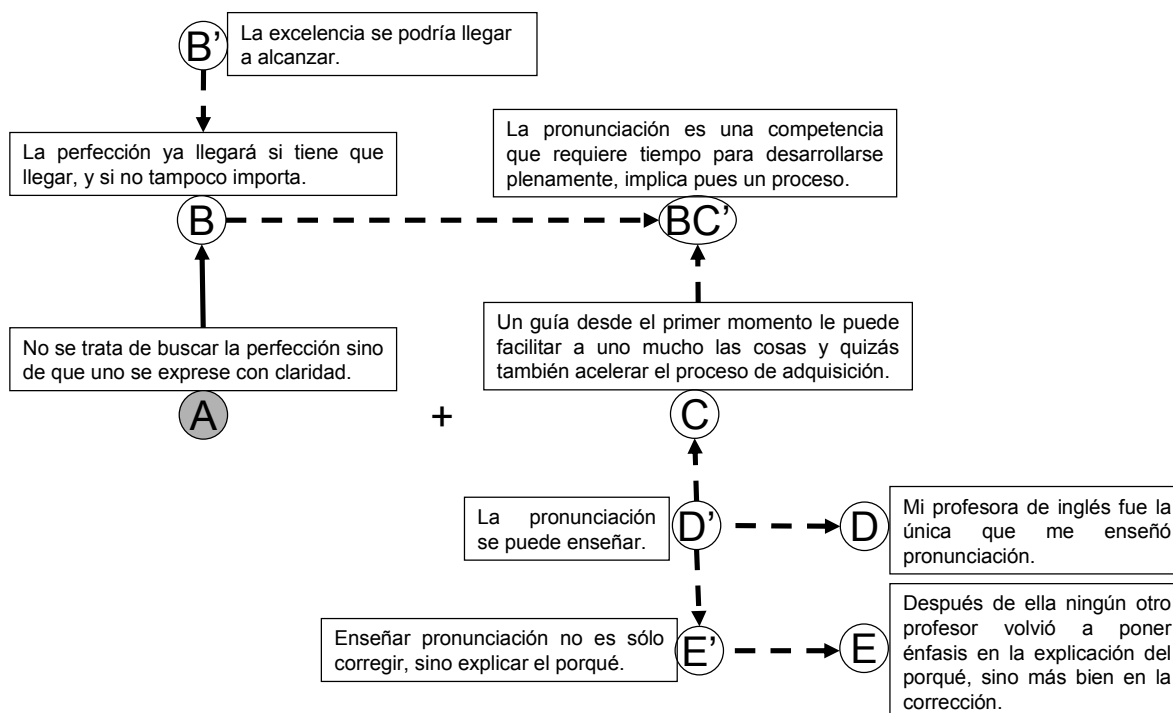 B’
La excelencia se podría llegar
a alcanzar.
La perfección ya llegará si tiene que
llegar, y si no tampoco importa.
B
La pronunciación es una competencia
que requiere tiempo para desarrollarse
plenamente, implica pues un proceso.
BC’
No se trata de buscar la perfección sino
de que uno se exprese con claridad.
A
+
Un guía desde el primer momento le puede
facilitar a uno mucho las cosas y quizás
también acelerar el proceso de adquisición.
C
La pronunciación
se puede enseñar.
D’
D
Mi profesora de inglés fue la
única que me enseñó
pronunciación.
Enseñar pronunciación no es sólo
corregir, sino explicar el porqué.
E’
E
Después de ella ningún otro
profesor volvió a poner
énfasis en la explicación del
porqué, sino más bien en la
corrección.